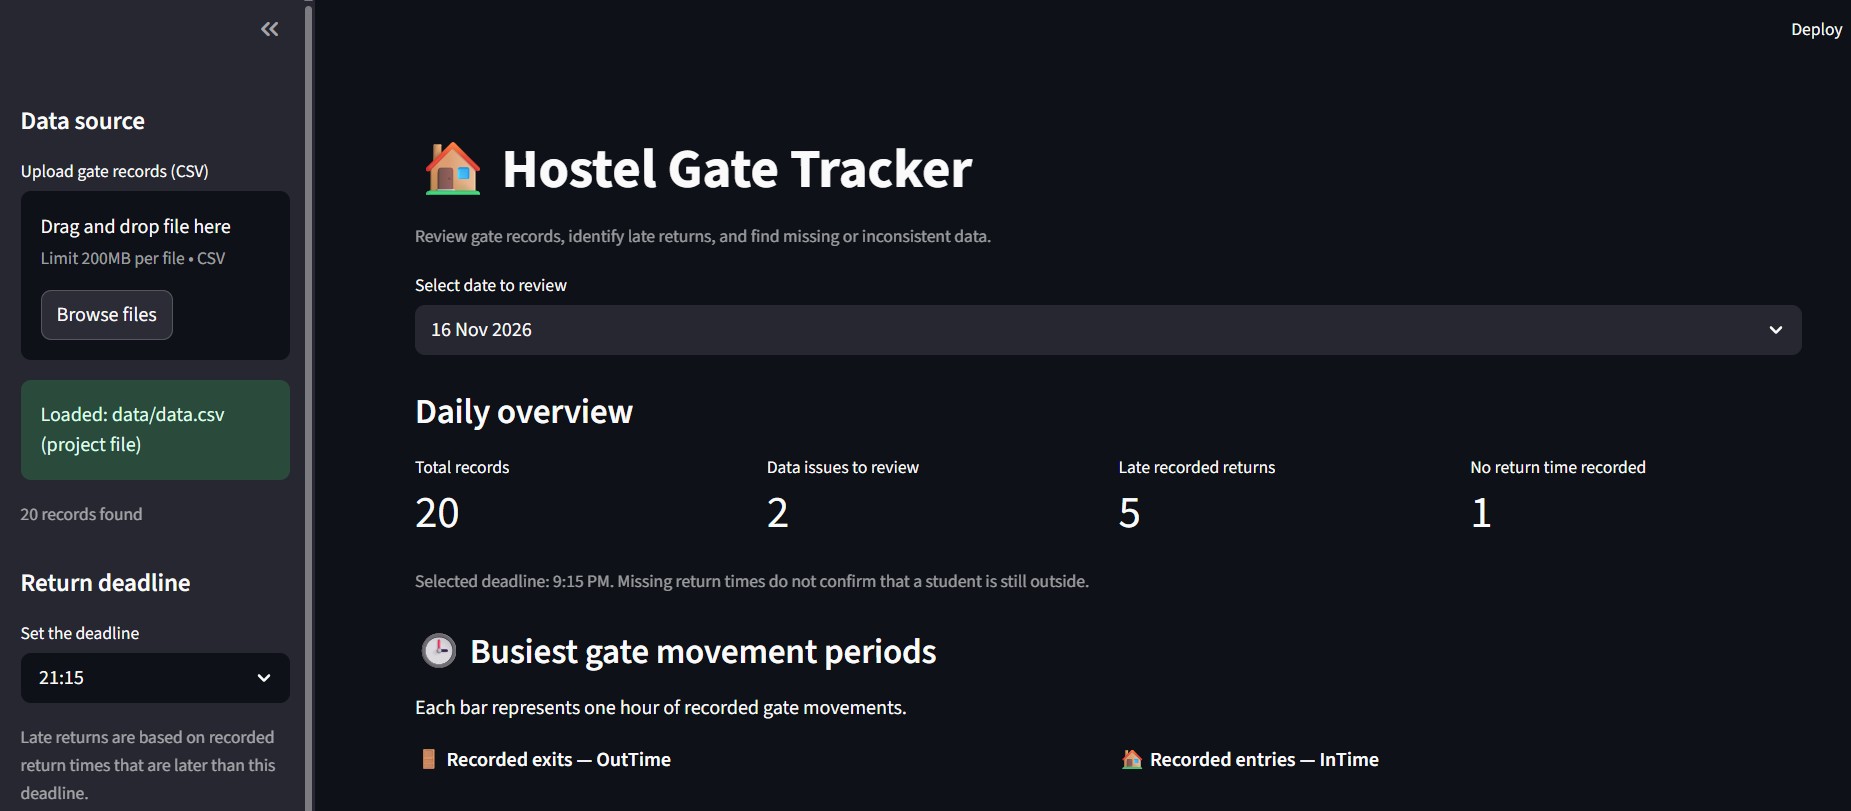 Deploy
Data source
Upload gate records (CSV)
Drag and drop file here
Limit 200MB per file • CSV
Browse files
Loaded: data/data.csv
(project file)
20 records found
Return deadline
Set the deadline
21:15
Late returns are based on recorded
return times that are later than this
deadline.
Hostel Gate Tracker
Review gate records, identify late returns, and find missing or inconsistent data.
Select date to review
16 Nov 2026
Daily overview
Total records
20
Data issues to review
2
Late recorded returns
5
No return time recorded
1
Selected deadline: 9:15 PM. Missing return times do not confirm that a student is still outside.
Busiest gate movement periods
Each bar represents one hour of recorded gate movements.
Recorded exits — OutTime
Recorded entries — InTime